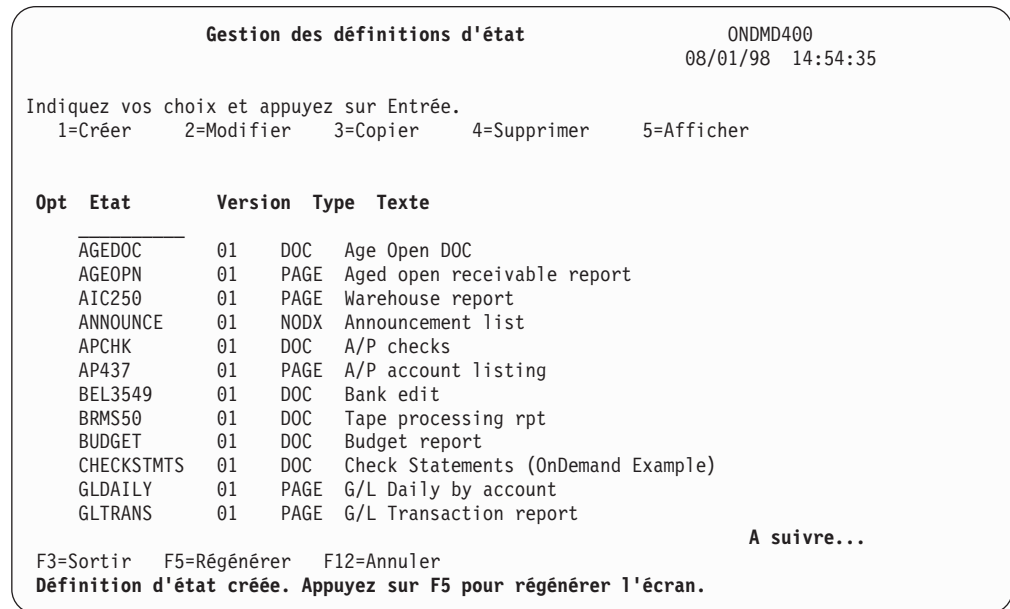 Gestion des définitions d'état ONDMD400
08/01/98 14:54:35
Indiquez vos choix et appuyez sur Entrée.
1=Créer 2=Modifier 3=Copier 4=Supprimer 5=Afficher
Opt Etat Version Type Texte
__________
AGEDOC 01 DOC Age Open DOC
AGEOPN 01 PAGE Aged open receivable report
AIC250 01 PAGE Warehouse report
ANNOUNCE 01 NODX Announcement list
APCHK 01 DOC A/P checks
AP437 01 PAGE A/P account listing
BEL3549 01 DOC Bank edit
BRMS50 01 DOC Tape processing rpt
BUDGET 01 DOC Budget report
CHECKSTMTS 01 DOC Check Statements (OnDemand Example)
GLDAILY 01 PAGE G/L Daily by account
GLTRANS 01 PAGE G/L Transaction report
A suivre...
F3=Sortir F5=Régénérer F12=Annuler
Définition d'état créée. Appuyez sur F5 pour régénérer l'écran.